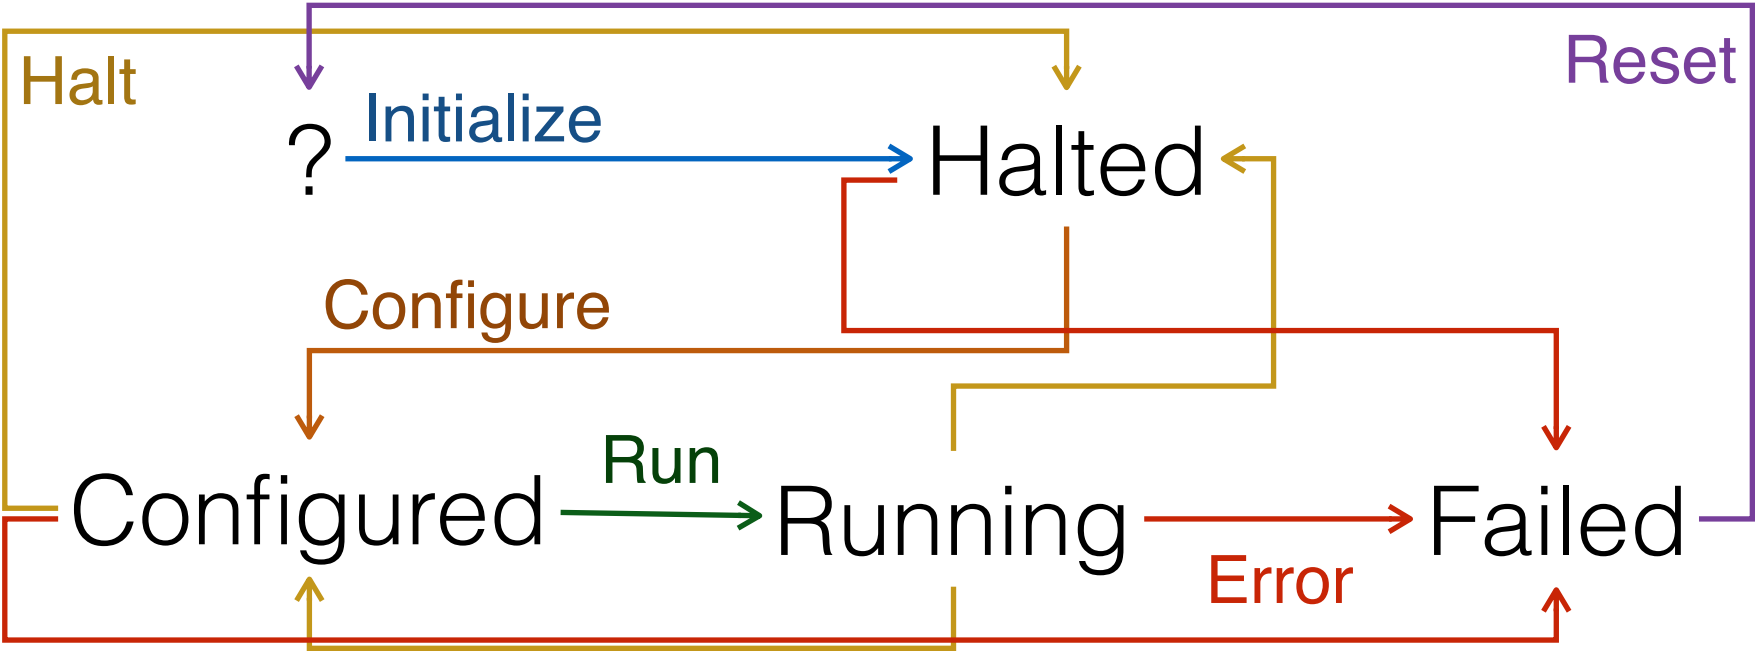 Halt
Reset
Initialize
?
Halted
Configure
Run
Configured
Running
Failed
Error